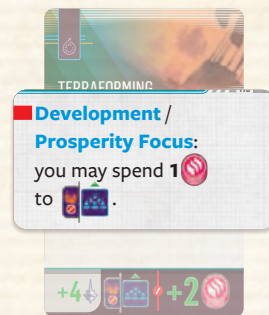 TERRAFORMING
Development /
Prosperity Focus:
you may spend 1
to .
+4 +2